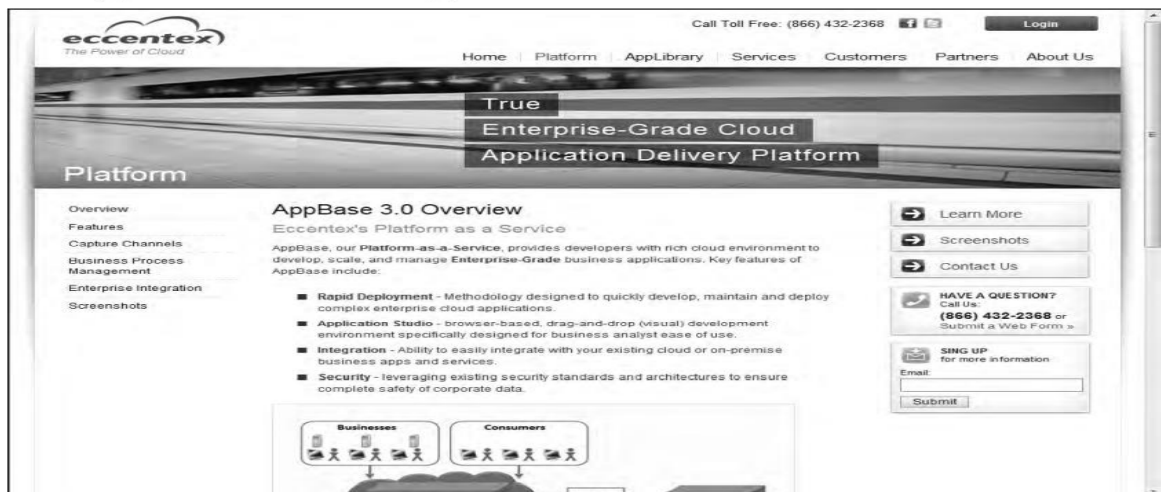 eccentex
The Power of Cloud
Call Toll Free: (866) 432-2368
Login
Home Platform AppLibrary Services Customers Partners About Us
True
Enterprise-Grade Cloud
Application Delivery Platform
Platform
Overview
Features
Capture Channels
Business Process
Management
Enterprise Integration
Screenshots
AppBase 3.0 Overview
Eccentex's Platform as a Service
AppBase, our Platform-as-a-Service, provides developers with rich cloud environment to
develop, scale, and manage Enterprise-Grade business applications. Key features of
AppBase include:
■ Rapid Deployment - Methodology designed to quickly develop, maintain and deploy
complex enterprise cloud applications.
■ Application Studio - browser-based, drag-and-drop (visual) development
environment specifically designed for business analyst ease of use.
■ Integration - Ability to easily integrate with your existing cloud or on-premise
business apps and services.
■ Security - leveraging existing security standards and architectures to ensure
complete safety of corporate data.
Businesses
Consumers
Learn More
Screenshots
Contact Us
HAVE A QUESTION?
Call Us:
(866) 432-2368 or
Submit a Web Form »
SING UP
for more information
Email:
Submit